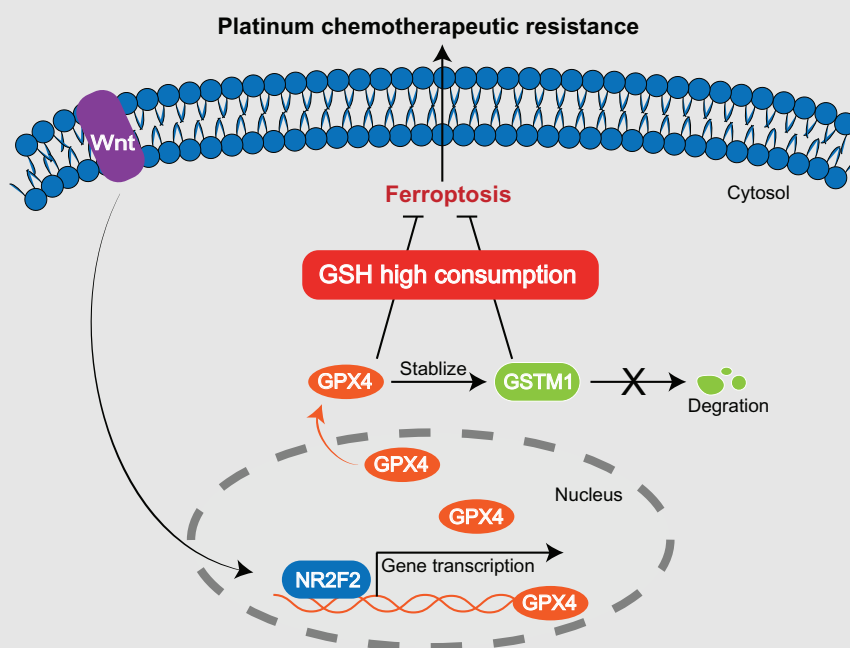 Platinum chemotherapeutic resistance
Wnt
Ferroptosis
Cytosol
GSH high consumption
GPX4
Stablize
GSTM1
X
Degration
GPX4
Nucleus
GPX4
Gene transcription
NR2F2
GPX4